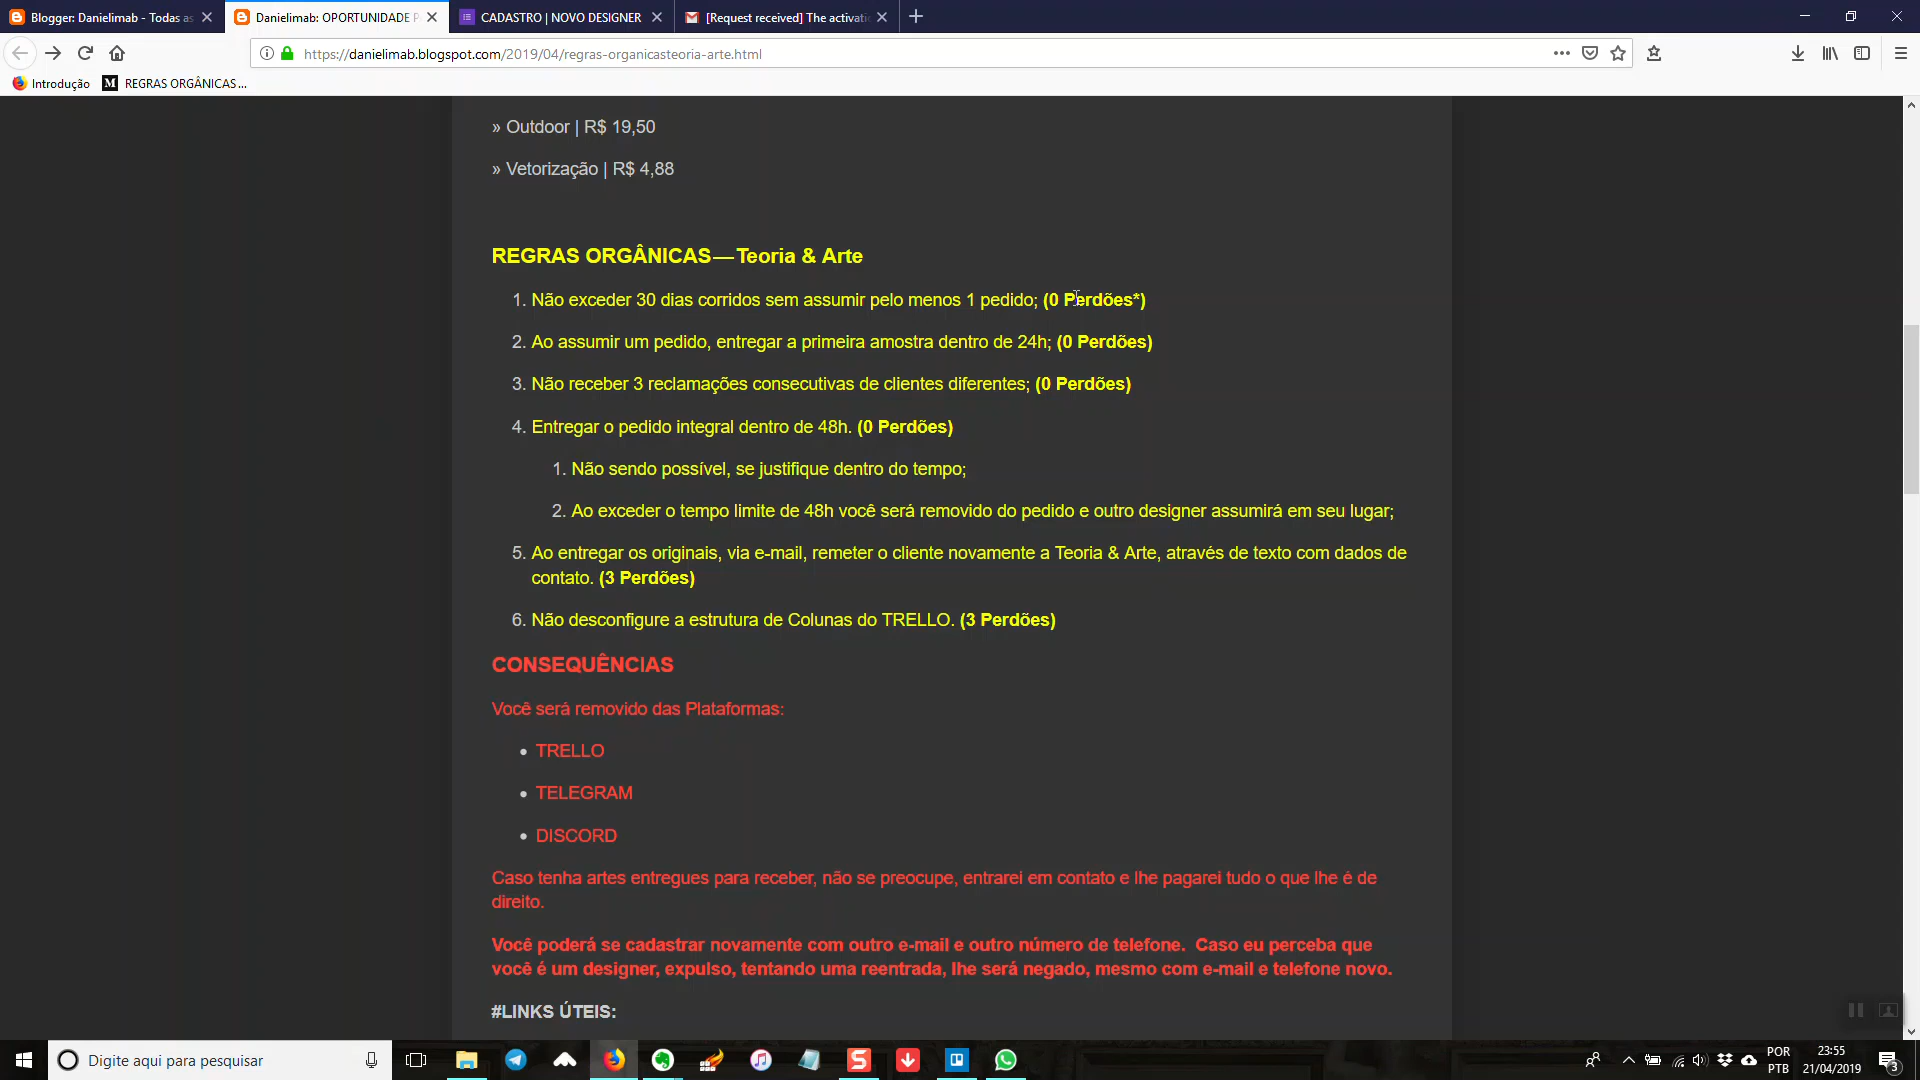 Blogger: Danielimab - Todas as
Danielimab: OPORTUNIDADE P
CADASTRO | NOVO DESIGNER
[Request received] The activati
https://danielimab.blogspot.com/2019/04/regras-organicasteoria-arte.html
Introdução
REGRAS ORGÂNICAS ...
» Outdoor | R$ 19,50
» Vetorização | R$ 4,88
REGRAS ORGÂNICAS — Teoria & Arte
1. Não exceder 30 dias corridos sem assumir pelo menos 1 pedido; (0 Perdões*)
2. Ao assumir um pedido, entregar a primeira amostra dentro de 24h; (0 Perdões)
3. Não receber 3 reclamações consecutivas de clientes diferentes; (0 Perdões)
4. Entregar o pedido integral dentro de 48h. (0 Perdões)
1. Não sendo possível, se justifique dentro do tempo;
2. Ao exceder o tempo limite de 48h você será removido do pedido e outro designer assumirá em seu lugar;
5. Ao entregar os originais, via e-mail, remeter o cliente novamente a Teoria & Arte, através de texto com dados de
contato. (3 Perdões)
6. Não desconfigure a estrutura de Colunas do TRELLO. (3 Perdões)
CONSEQUÊNCIAS
Você será removido das Plataformas:
• TRELLO
• TELEGRAM
• DISCORD
Caso tenha artes entregues para receber, não se preocupe, entrarei em contato e lhe pagarei tudo o que lhe é de
direito.
Você poderá se cadastrar novamente com outro e-mail e outro número de telefone. Caso eu perceba que
você é um designer, expulso, tentando uma reentrada, lhe será negado, mesmo com e-mail e telefone novo.
#LINKS ÚTEIS:
Digite aqui para pesquisar
POR
PTB
23:55
21/04/2019
3